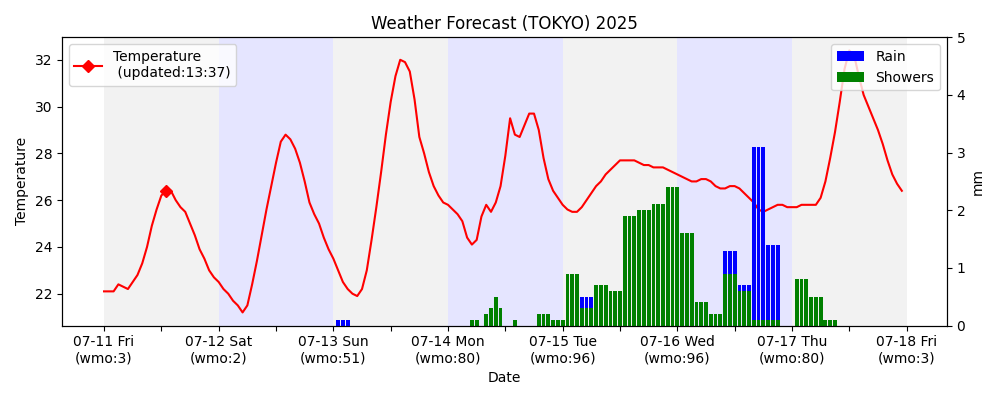 Weather Forecast (TOKYO) 2025
Temperature
(updated:13:37)
Rain
Showers
Temperature
32
30
28
26
24
22
5
4
3
2
1
0
mm
07-11 Fri
(wmo:3)
07-12 Sat
(wmo:2)
07-13 Sun
(wmo:51)
07-14 Mon
(wmo:80)
07-15 Tue
(wmo:96)
07-16 Wed
(wmo:96)
07-17 Thu
(wmo:80)
07-18 Fri
(wmo:3)
Date